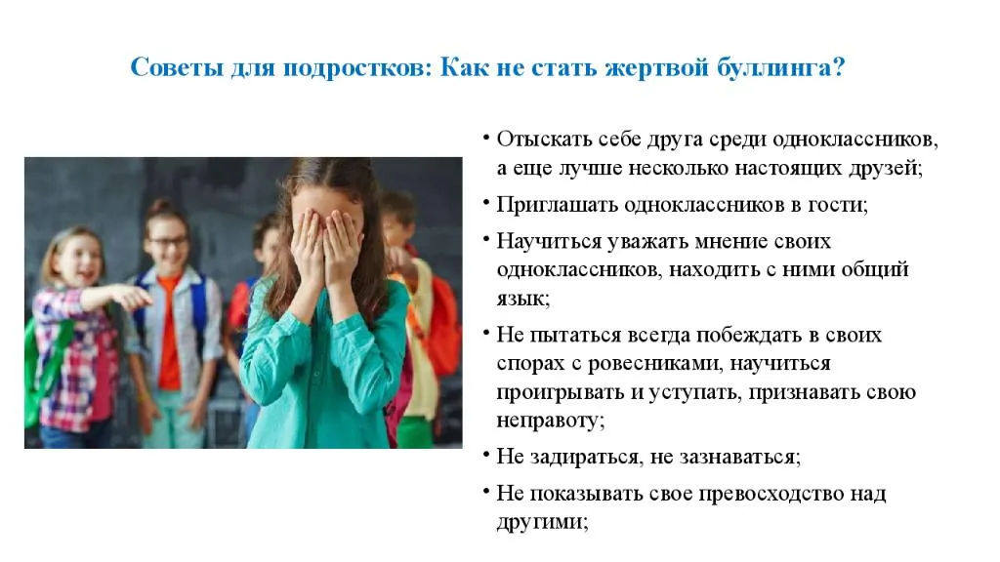 Советы для подростков: Как не стать жертвой буллинга?
• Отыскать себе друга среди одноклассников,
а еще лучше несколько настоящих друзей;
• Приглашать одноклассников в гости;
• Научиться уважать мнение своих
одноклассников, находить с ними общий
язык;
• Не пытаться всегда побеждать в своих
спорах с ровесниками, научиться
проигрывать и уступать, признавать свою
неправоту;
• Не задираться, не зазнаваться;
• Не показывать свое превосходство над
другими;